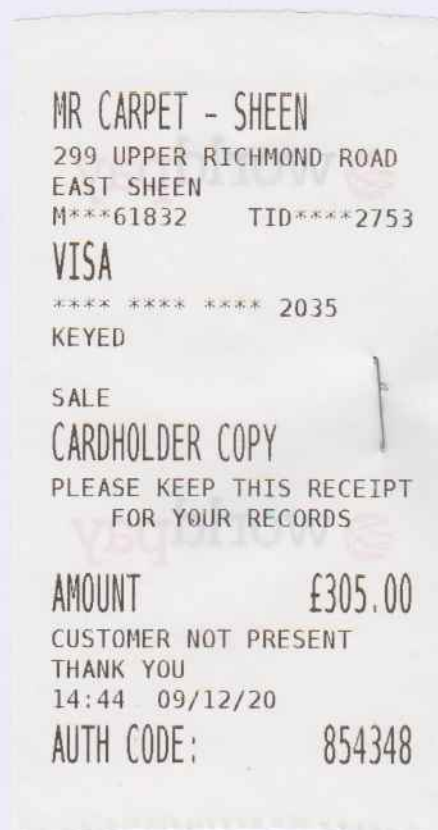 MR CARPET - SHEEN
299 UPPER RICHMOND ROAD
EAST SHEEN
M***61832 TID****2753
VISA
**** **** **** 2035
KEYED
SALE
CARDHOLDER COPY
PLEASE KEEP THIS RECEIPT
FOR YOUR RECORDS
worldpay
AMOUNT £305.00
CUSTOMER NOT PRESENT
THANK YOU
14:44 09/12/20
AUTH CODE: 854348